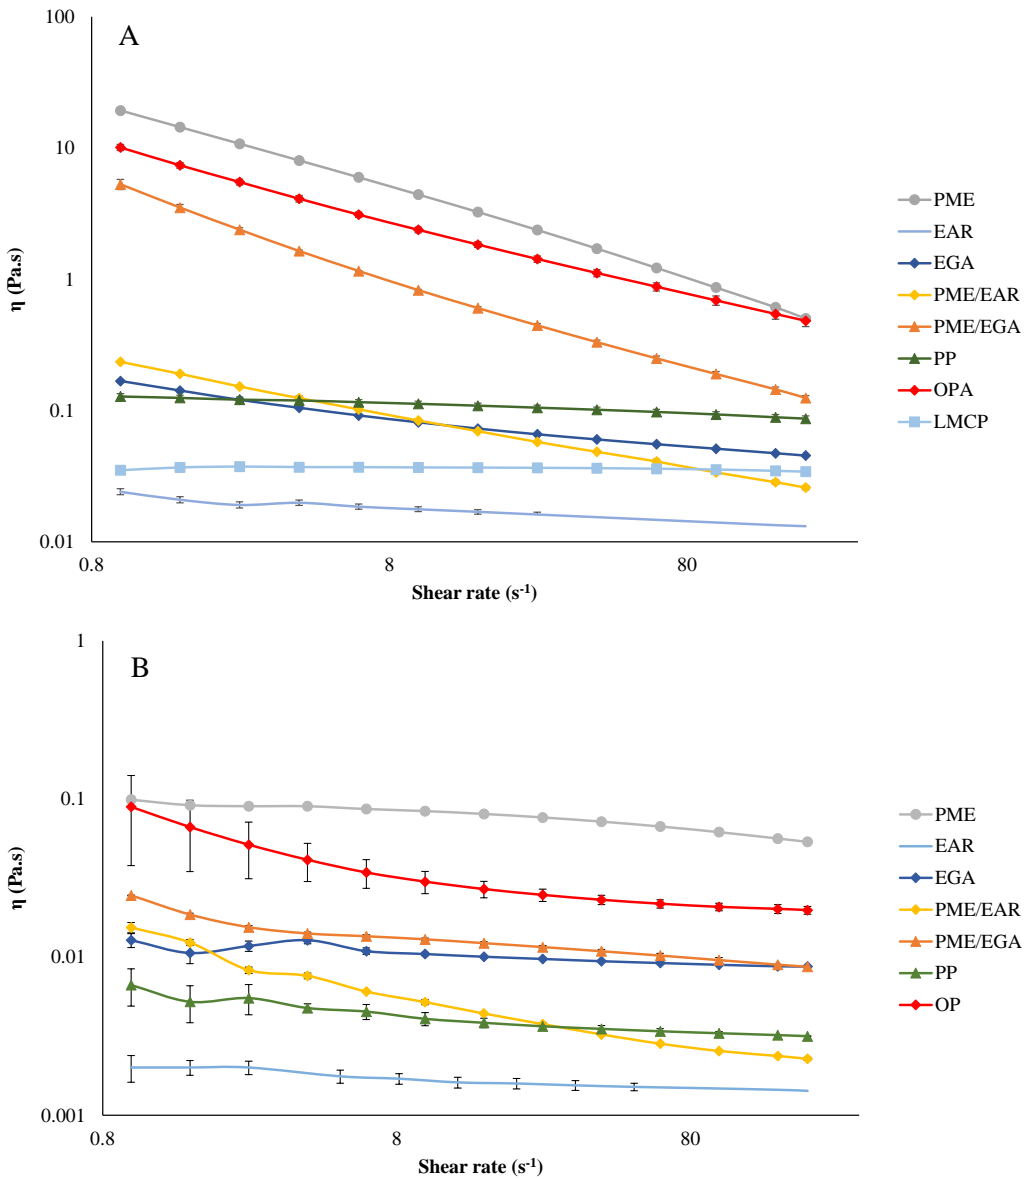 100
A
10
1
0.1
0.01
η (Pa.s)
0.8
8
80
Shear rate (s⁻¹)
PME
EAR
EGA
PME/EAR
PME/EGA
PP
OPA
LMCP
1
B
0.1
0.01
0.001
η (Pa.s)
0.8
8
80
Shear rate (s⁻¹)
PME
EAR
EGA
PME/EAR
PME/EGA
PP
OP